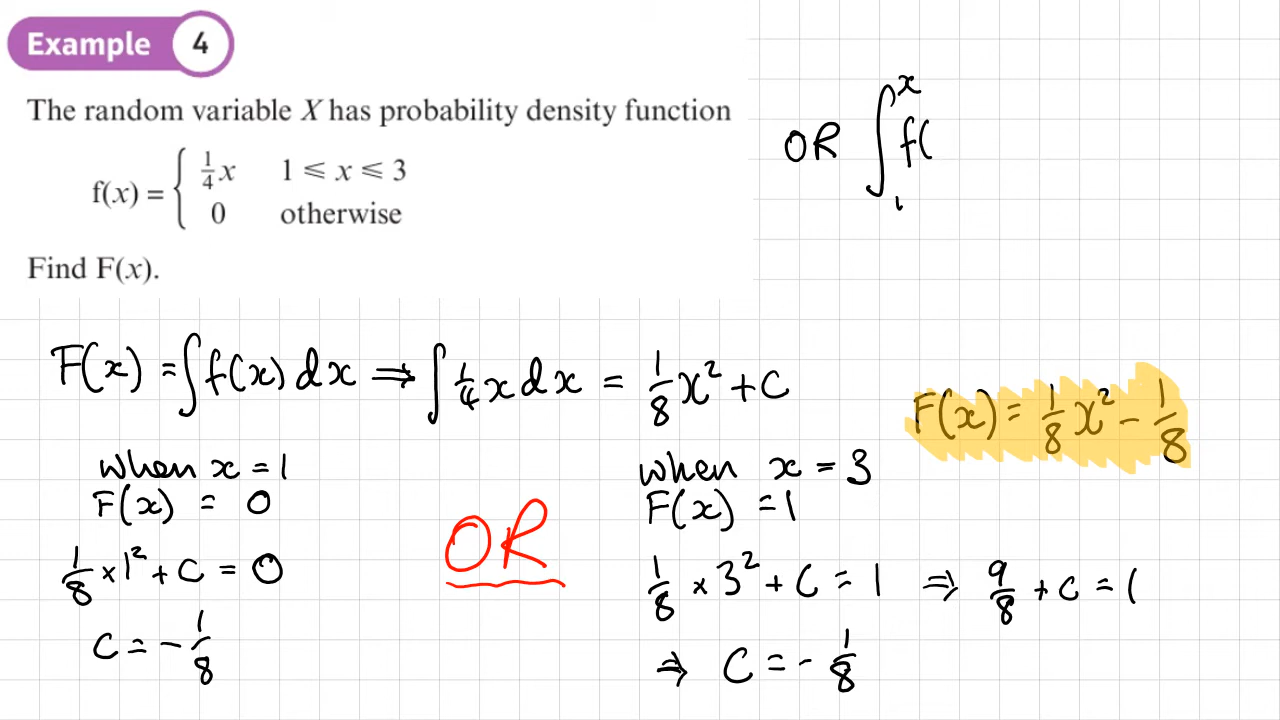 Example 4
The random variable X has probability density function
f(x) = { 1/4 x   1 ⩽ x ⩽ 3
0   otherwise
Find F(x).
OR ∫₁ˣ f(
F(x) = ∫ f(x) dx ⇒ ∫ 1/4 x dx = 1/8 x² + C
F(x) = 1/8 x² − 1/8
when x = 1
F(x) = 0
1/8 × 1² + C = 0
C = − 1/8
OR
when x = 3
F(x) = 1
1/8 × 3² + C = 1 ⇒ 9/8 + C = 1
⇒ C = − 1/8